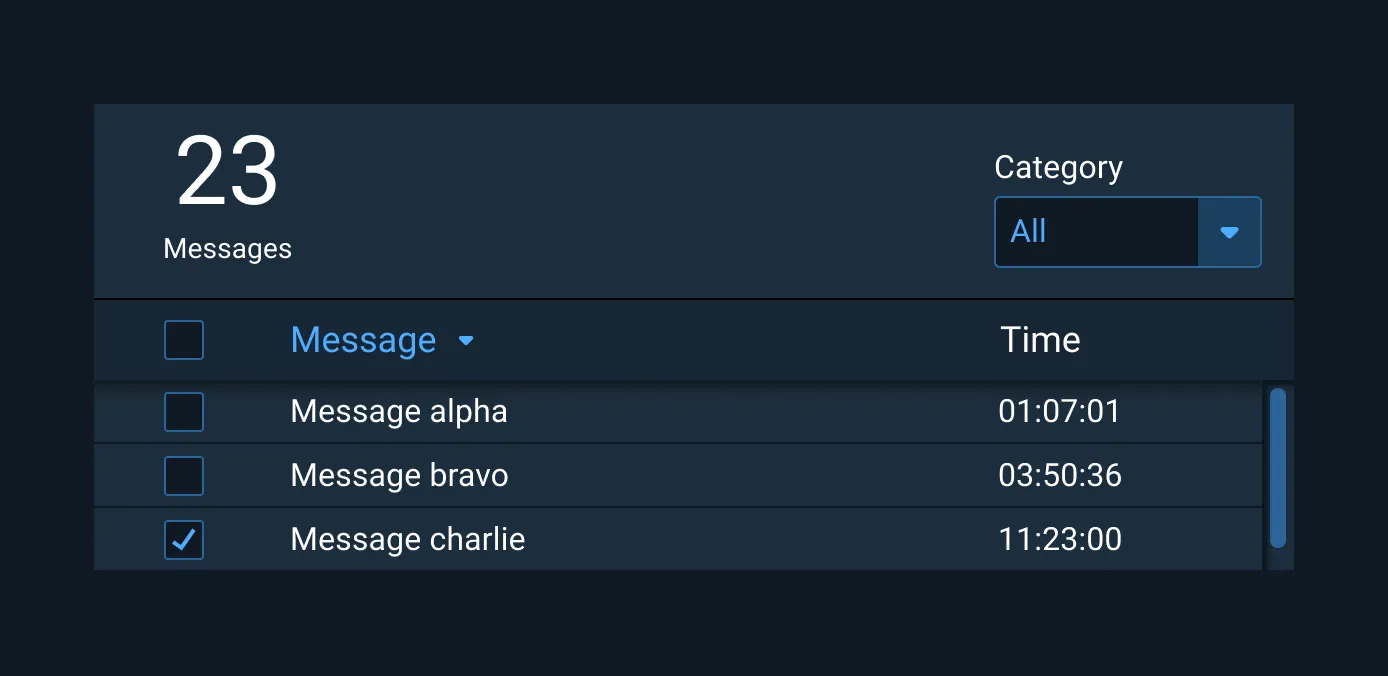 23
Messages
Category
All
Message Time
Message alpha 01:07:01
Message bravo 03:50:36
Message charlie 11:23:00